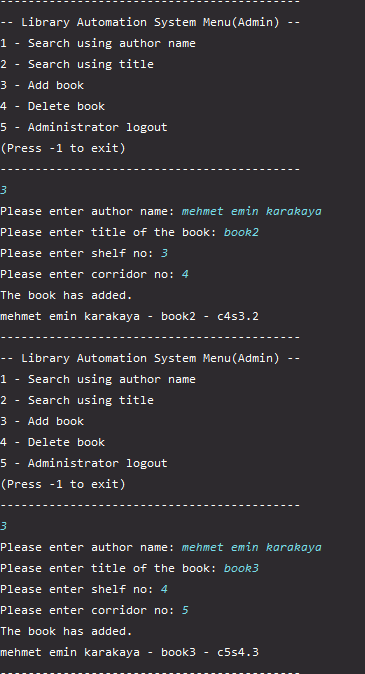 -------------------------------------------
-- Library Automation System Menu(Admin) --
1 - Search using author name
2 - Search using title
3 - Add book
4 - Delete book
5 - Administrator logout
(Press -1 to exit)
-------------------------------------------
3
Please enter author name: mehmet emin karakaya
Please enter title of the book: book2
Please enter shelf no: 3
Please enter corridor no: 4
The book has added.
mehmet emin karakaya - book2 - c4s3.2
-------------------------------------------
-- Library Automation System Menu(Admin) --
1 - Search using author name
2 - Search using title
3 - Add book
4 - Delete book
5 - Administrator logout
(Press -1 to exit)
-------------------------------------------
3
Please enter author name: mehmet emin karakaya
Please enter title of the book: book3
Please enter shelf no: 4
Please enter corridor no: 5
The book has added.
mehmet emin karakaya - book3 - c5s4.3
-------------------------------------------